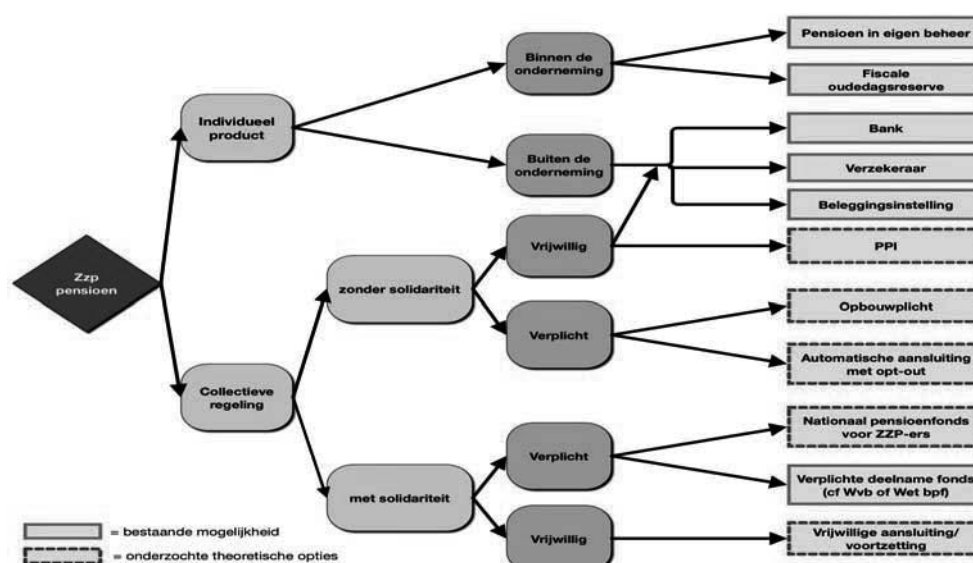 Zzp
pensioen
Individueel
product
Collectieve
regeling
zonder solidariteit
met solidariteit
Binnen de
onderneming
Buiten de
onderneming
Vrijwillig
Verplicht
Verplicht
Vrijwillig
Pensioen in eigen beheer
Fiscale
oudedagsreserve
Bank
Verzekeraar
Beleggingsinstelling
PPI
Opbouwplicht
Automatische aansluiting
met opt-out
Nationaal pensioenfonds
voor ZZP-ers
Verplichte deelname fonds
(cf Wvb of Wet bpf)
Vrijwillige aansluiting/
voortzetting
= bestaande mogelijkheid
= onderzochte theoretische opties